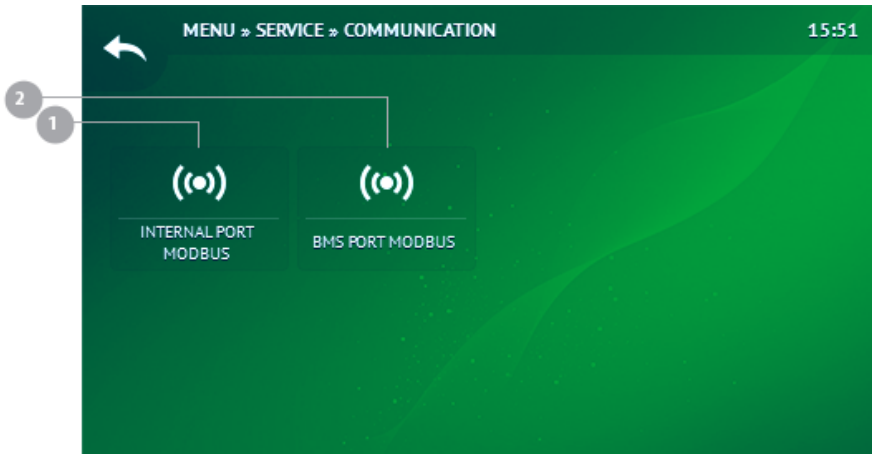 MENU » SERVICE » COMMUNICATION
15:51
2
1
INTERNAL PORT
MODBUS
BMS PORT MODBUS